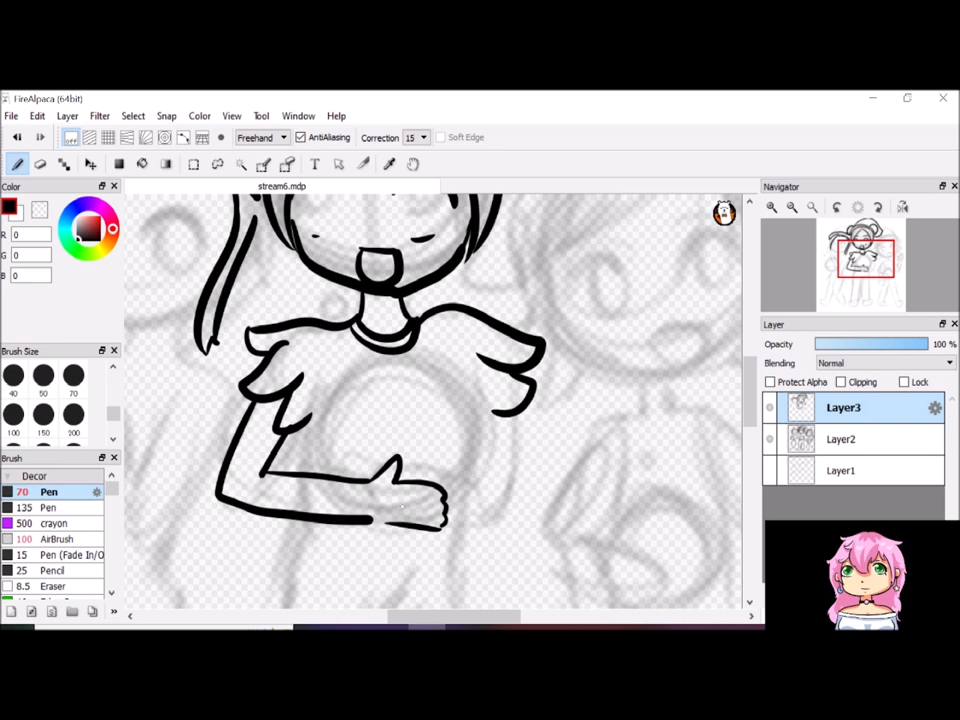 FireAlpaca (64bit)
File Edit Layer Filter Select Snap Color View Tool Window Help
OFF Freehand AntiAliasing Correction 15 Soft Edge
T
Color
stream6.mdp
Navigator
R 0
G 0
B 0
Brush Size
40 50 70
100 150 200
Brush
Decor
70 Pen
135 Pen
500 crayon
100 AirBrush
15 Pen (Fade In/O
25 Pencil
8.5 Eraser
Layer
Opacity 100 %
Blending Normal
Protect Alpha Clipping Lock
Layer3
Layer2
Layer1